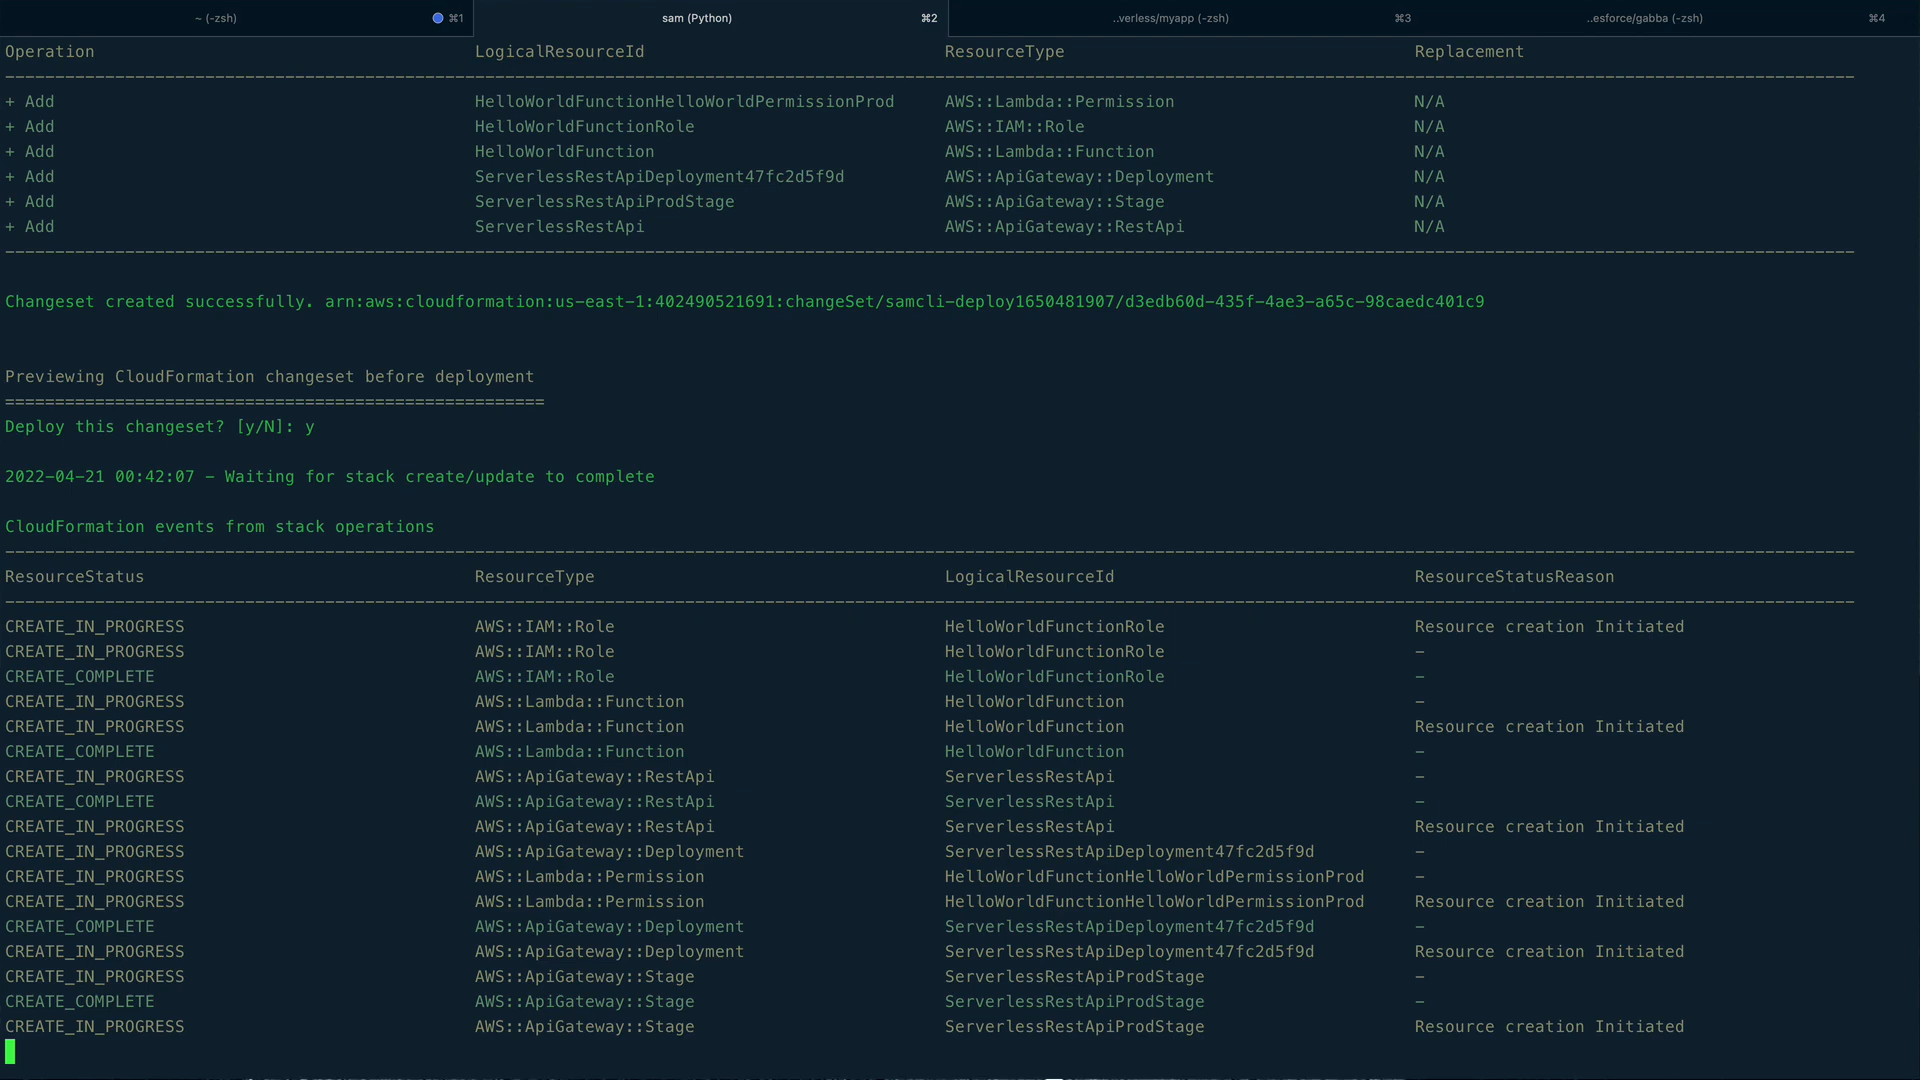 ~ (-zsh) ⌘1 sam (Python) ⌘2 ..verless/myapp (-zsh) ⌘3 ..esforce/gabba (-zsh) ⌘4
Operation LogicalResourceId ResourceType Replacement
+ Add HelloWorldFunctionHelloWorldPermissionProd AWS::Lambda::Permission N/A
+ Add HelloWorldFunctionRole AWS::IAM::Role N/A
+ Add HelloWorldFunction AWS::Lambda::Function N/A
+ Add ServerlessRestApiDeployment47fc2d5f9d AWS::ApiGateway::Deployment N/A
+ Add ServerlessRestApiProdStage AWS::ApiGateway::Stage N/A
+ Add ServerlessRestApi AWS::ApiGateway::RestApi N/A
Changeset created successfully. arn:aws:cloudformation:us-east-1:402490521691:changeSet/samcli-deploy1650481907/d3edb60d-435f-4ae3-a65c-98caedc401c9
Previewing CloudFormation changeset before deployment
======================================================
Deploy this changeset? [y/N]: y
2022-04-21 00:42:07 - Waiting for stack create/update to complete
CloudFormation events from stack operations
ResourceStatus ResourceType LogicalResourceId ResourceStatusReason
CREATE_IN_PROGRESS AWS::IAM::Role HelloWorldFunctionRole Resource creation Initiated
CREATE_IN_PROGRESS AWS::IAM::Role HelloWorldFunctionRole -
CREATE_COMPLETE AWS::IAM::Role HelloWorldFunctionRole -
CREATE_IN_PROGRESS AWS::Lambda::Function HelloWorldFunction -
CREATE_IN_PROGRESS AWS::Lambda::Function HelloWorldFunction Resource creation Initiated
CREATE_COMPLETE AWS::Lambda::Function HelloWorldFunction -
CREATE_IN_PROGRESS AWS::ApiGateway::RestApi ServerlessRestApi -
CREATE_COMPLETE AWS::ApiGateway::RestApi ServerlessRestApi -
CREATE_IN_PROGRESS AWS::ApiGateway::RestApi ServerlessRestApi Resource creation Initiated
CREATE_IN_PROGRESS AWS::ApiGateway::Deployment ServerlessRestApiDeployment47fc2d5f9d -
CREATE_IN_PROGRESS AWS::Lambda::Permission HelloWorldFunctionHelloWorldPermissionProd -
CREATE_IN_PROGRESS AWS::Lambda::Permission HelloWorldFunctionHelloWorldPermissionProd Resource creation Initiated
CREATE_COMPLETE AWS::ApiGateway::Deployment ServerlessRestApiDeployment47fc2d5f9d -
CREATE_IN_PROGRESS AWS::ApiGateway::Deployment ServerlessRestApiDeployment47fc2d5f9d Resource creation Initiated
CREATE_IN_PROGRESS AWS::ApiGateway::Stage ServerlessRestApiProdStage -
CREATE_COMPLETE AWS::ApiGateway::Stage ServerlessRestApiProdStage -
CREATE_IN_PROGRESS AWS::ApiGateway::Stage ServerlessRestApiProdStage Resource creation Initiated